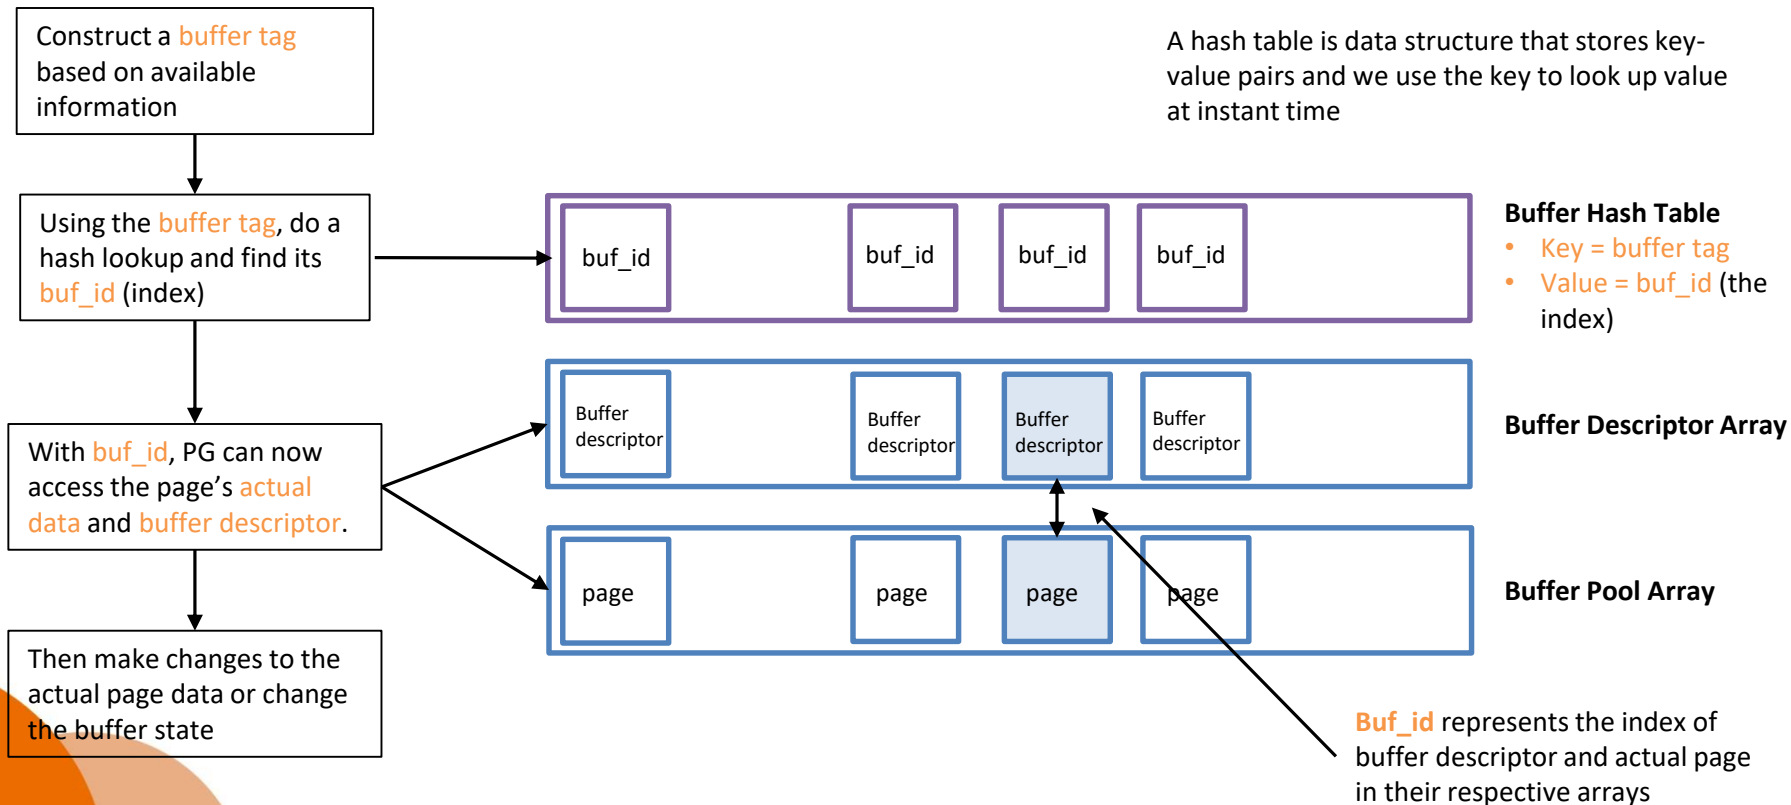 Construct a buffer tag
based on available
information
A hash table is data structure that stores key-
value pairs and we use the key to look up value
at instant time
Using the buffer tag, do a
hash lookup and find its
buf_id (index)
buf_id
buf_id
buf_id
buf_id
Buffer Hash Table
• Key = buffer tag
• Value = buf_id (the
index)
With buf_id, PG can now
access the page’s actual
data and buffer descriptor.
Buffer
descriptor
Buffer
descriptor
Buffer
descriptor
Buffer
descriptor
Buffer Descriptor Array
page
page
page
page
Buffer Pool Array
Then make changes to the
actual page data or change
the buffer state
Buf_id represents the index of
buffer descriptor and actual page
in their respective arrays